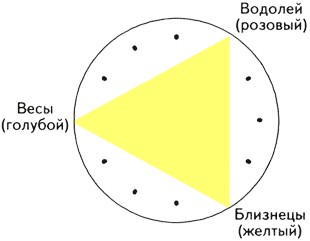 Водолей
(розовый)
Весы
(голубой)
Близнецы
(желтый)